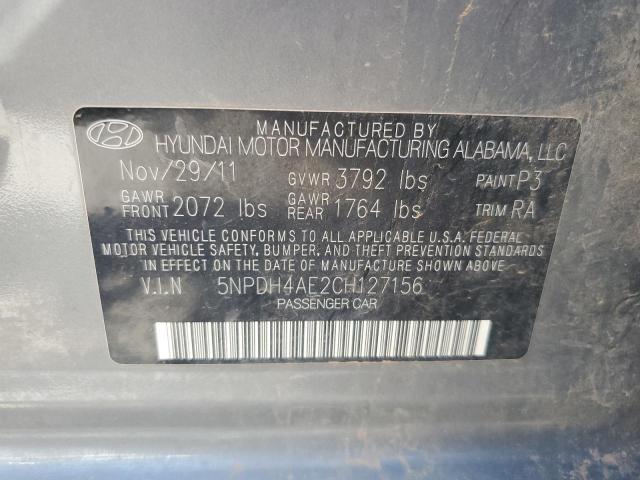 MANUFACTURED BY
HYUNDAI MOTOR MANUFACTURING ALABAMA, LLC
Nov/29/11 GVWR 3792 lbs PAINT P3
GAWR FRONT 2072 lbs GAWR REAR 1764 lbs TRIM RA
THIS VEHICLE CONFORMS TO ALL APPLICABLE U.S.A. FEDERAL
MOTOR VEHICLE SAFETY, BUMPER, AND THEFT PREVENTION STANDARDS
IN EFFECT ON THE DATE OF MANUFACTURE SHOWN ABOVE.
V.I.N 5NPDH4AE2CH127156
PASSENGER CAR